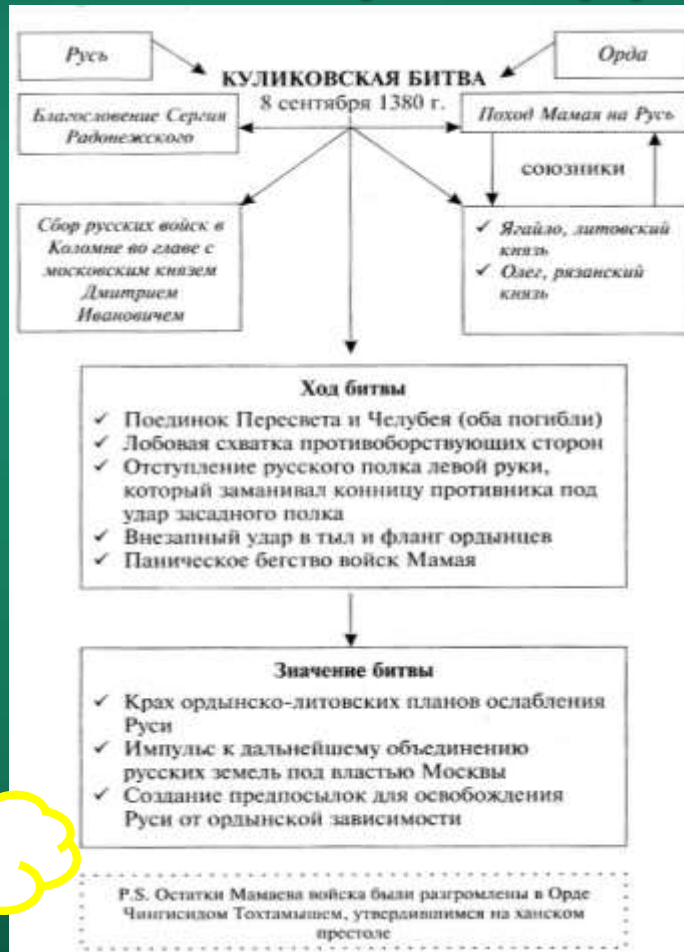 Русь
Орда
КУЛИКОВСКАЯ БИТВА
8 сентября 1380 г.
Благословение Сергия
Радонежского
Поход Мамая на Русь
союзники
Сбор русских войск в
Коломне во главе с
московским князем
Дмитрием
Ивановичем
✓ Ягайло, литовский
князь
✓ Олег, рязанский
князь
Ход битвы
✓ Поединок Пересвета и Челубея (оба погибли)
✓ Лобовая схватка противоборствующих сторон
✓ Отступление русского полка левой руки,
который заманивал конницу противника под
удар засадного полка
✓ Внезапный удар в тыл и фланг ордынцев
✓ Паническое бегство войск Мамая
Значение битвы
✓ Крах ордынско-литовских планов ослабления
Руси
✓ Импульс к дальнейшему объединению
русских земель под властью Москвы
✓ Создание предпосылок для освобождения
Руси от ордынской зависимости
P.S. Остатки Мамаева войска были разгромлены в Орде
Чингисидом Тохтамышем, утвердившимся на ханском
престоле